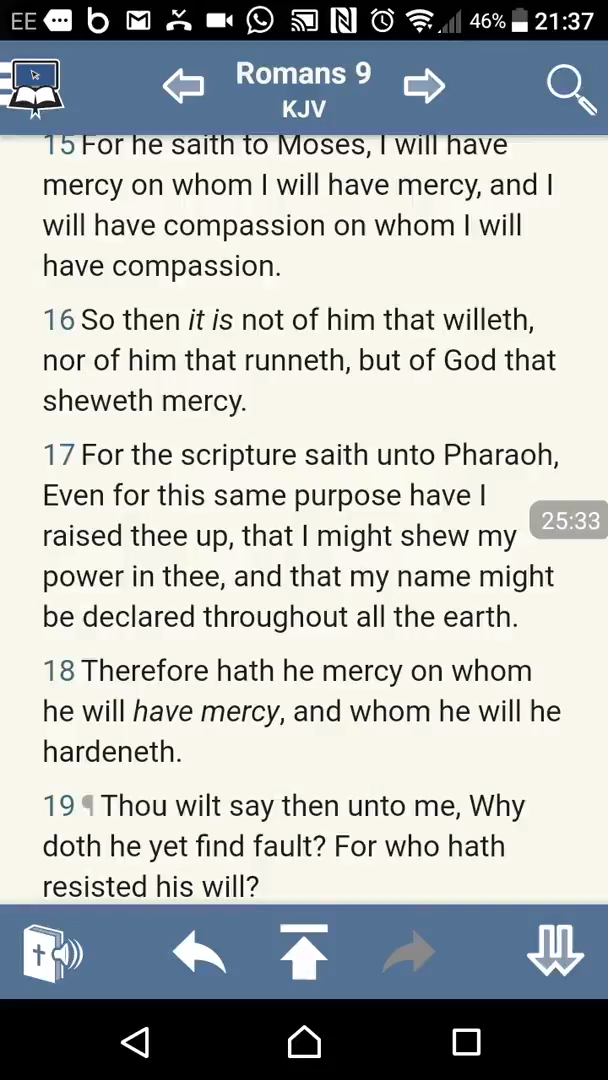 EE 46% 21:37
Romans 9
KJV
15 For he saith to Moses, I will have
mercy on whom I will have mercy, and I
will have compassion on whom I will
have compassion.
16 So then it is not of him that willeth,
nor of him that runneth, but of God that
sheweth mercy.
17 For the scripture saith unto Pharaoh,
Even for this same purpose have I
raised thee up, that I might shew my
25:33
power in thee, and that my name might
be declared throughout all the earth.
18 Therefore hath he mercy on whom
he will have mercy, and whom he will he
hardeneth.
19 ¶ Thou wilt say then unto me, Why
doth he yet find fault? For who hath
resisted his will?